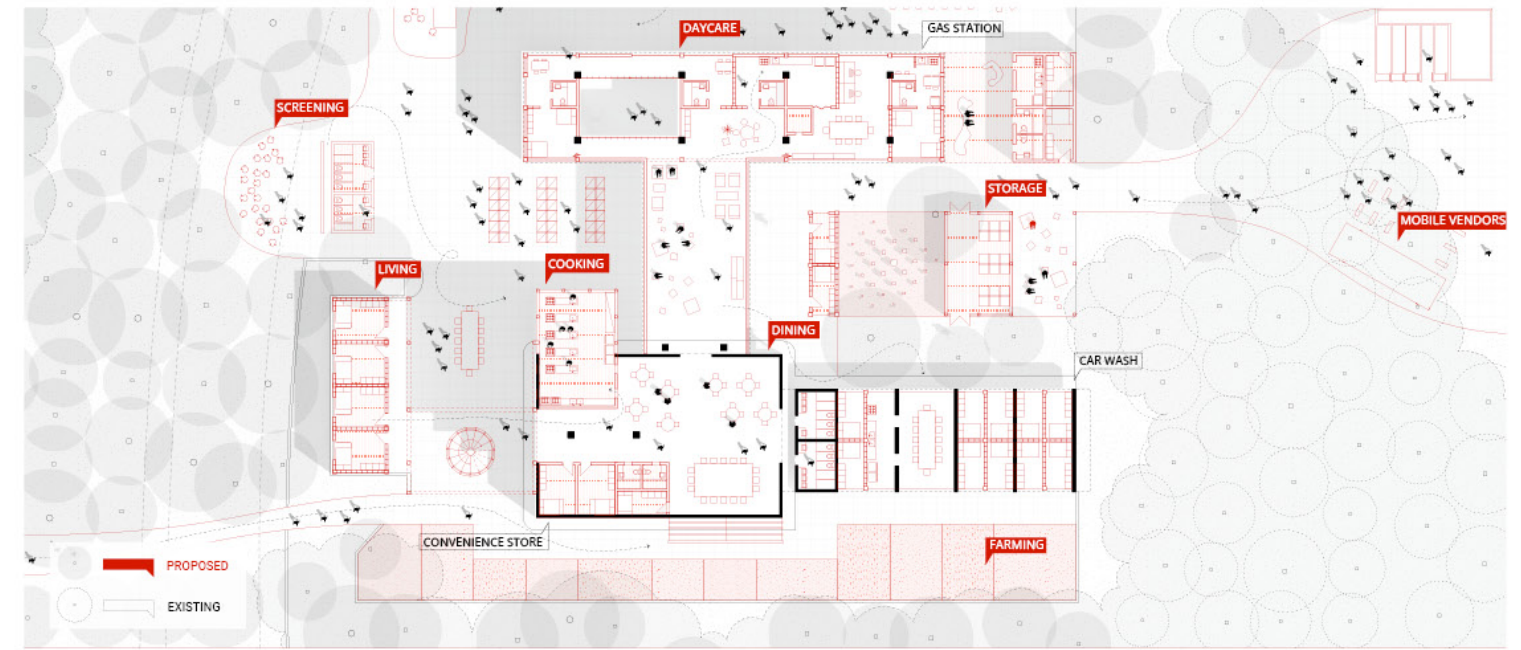 DAYCARE
GAS STATION
SCREENING
STORAGE
MOBILE VENDORS
LIVING
COOKING
DINING
CAR WASH
CONVENIENCE STORE
FARMING
PROPOSED
EXISTING